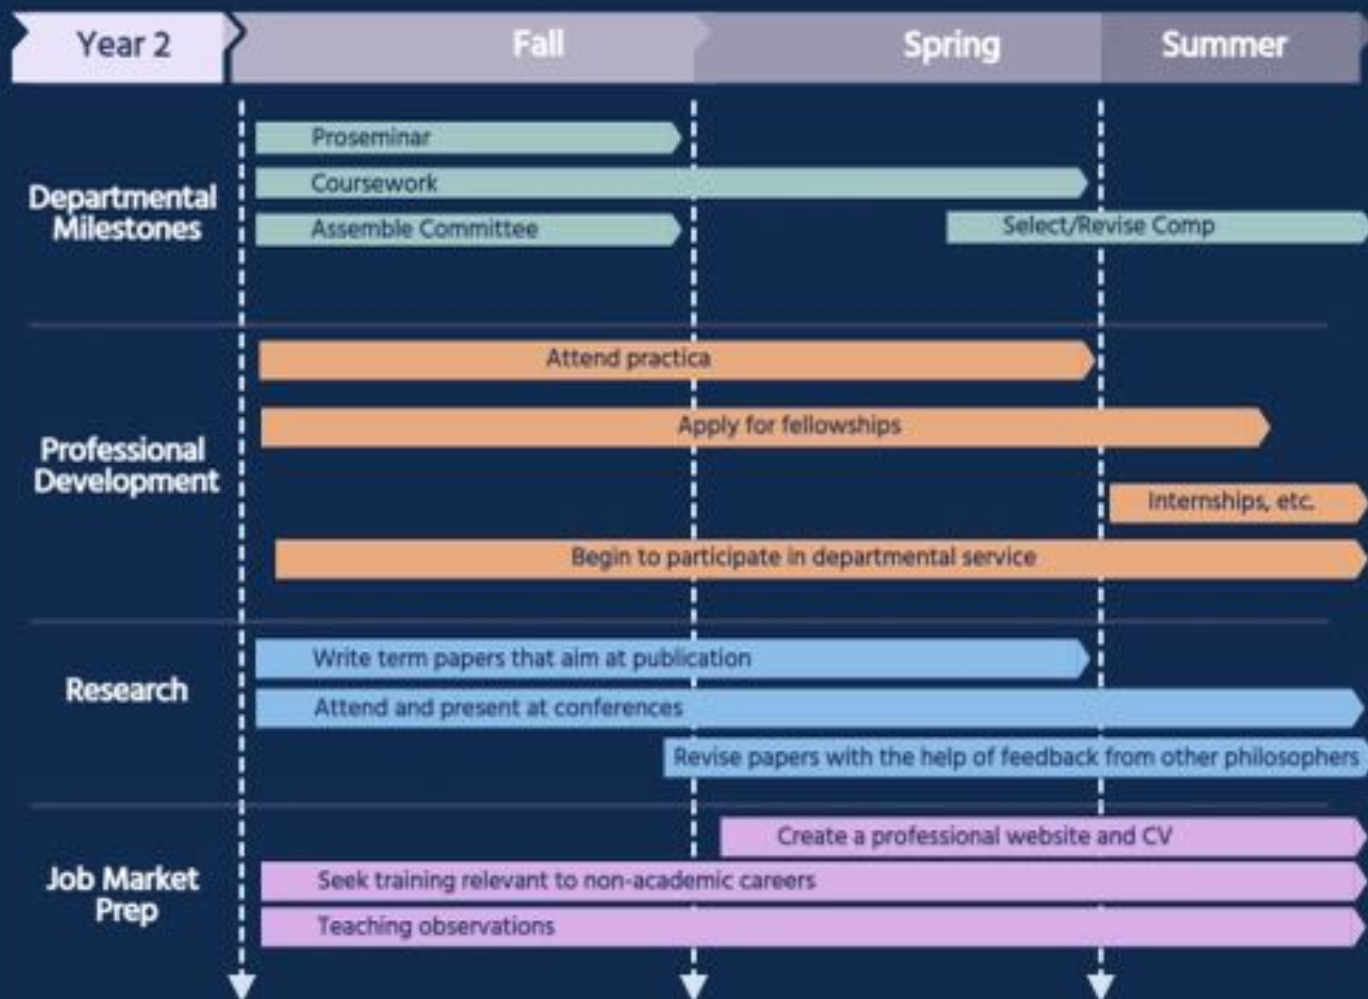 Year 2
Fall
Spring
Summer
Departmental
Milestones
Proseminar
Coursework
Assemble Committee
Select/Revise Comp
Professional
Development
Attend practica
Apply for fellowships
Internships, etc.
Begin to participate in departmental service
Research
Write term papers that aim at publication
Attend and present at conferences
Revise papers with the help of feedback from other philosophers
Job Market
Prep
Create a professional website and CV
Seek training relevant to non-academic careers
Teaching observations